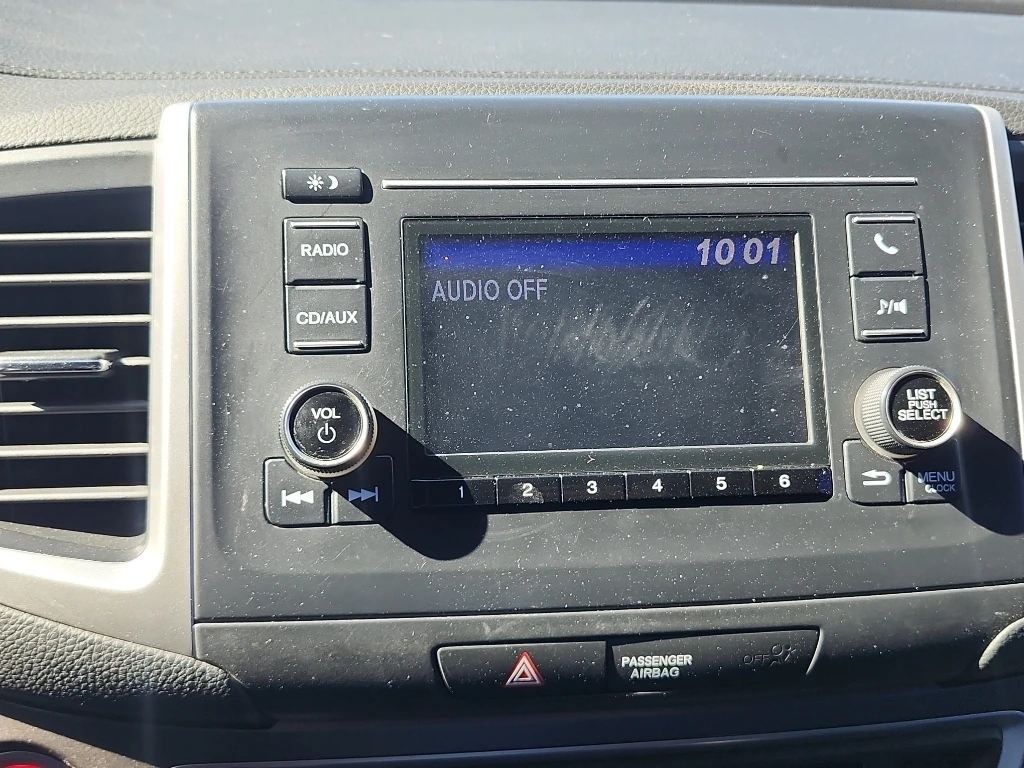 10 01
AUDIO OFF
RADIO
CD/AUX
VOL
1 2 3 4 5 6
LIST
PUSH
SELECT
MENU
CLOCK
PASSENGER
AIRBAG
OFF